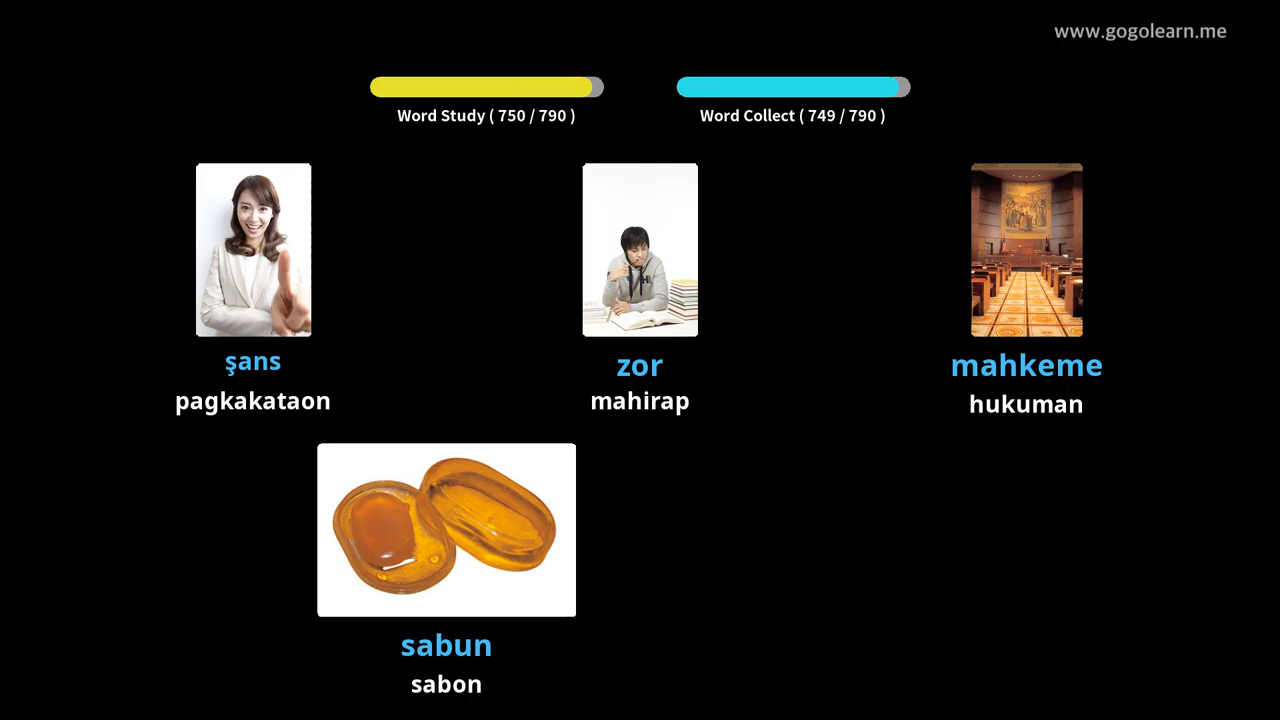 www.gogolearn.me
Word Study ( 750 / 790 )
Word Collect ( 749 / 790 )
şans
zor
mahkeme
pagkakataon
mahirap
hukuman
sabun
sabon